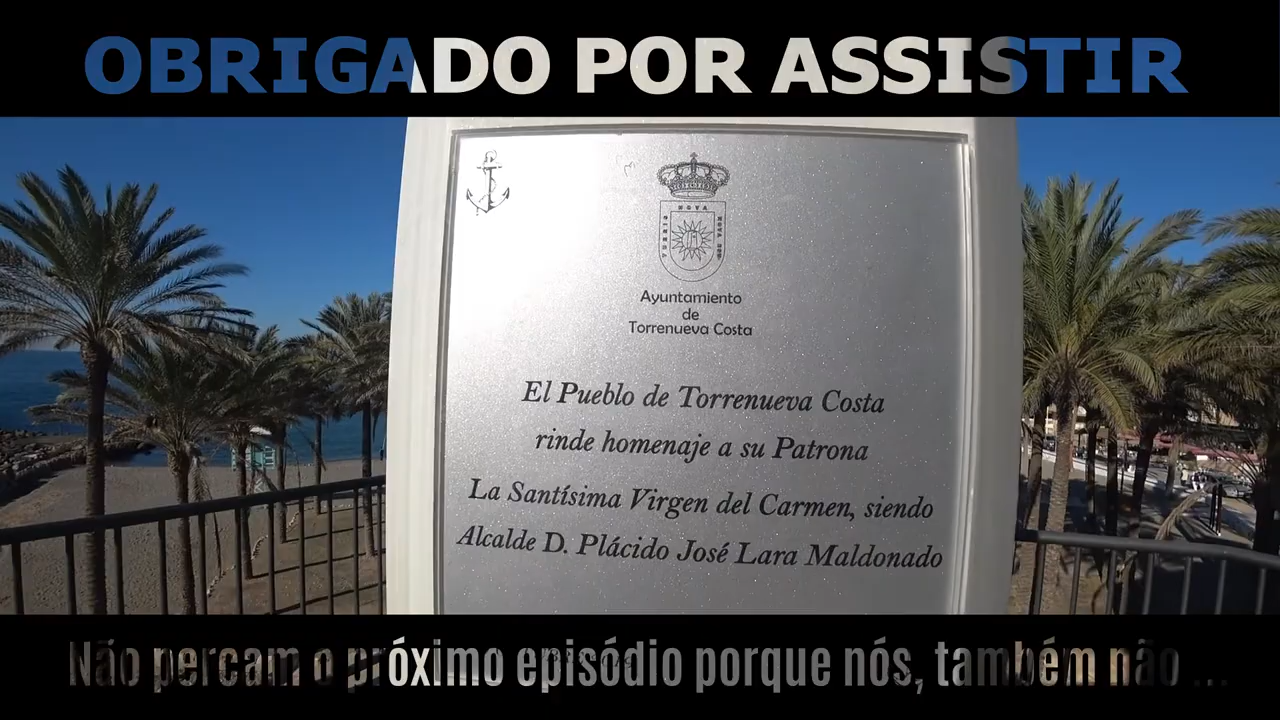 OBRIGADO POR ASSISTIR
NOVA
Ayuntamiento
de
Torrenueva Costa
El Pueblo de Torrenueva Costa
rinde homenaje a su Patrona
La Santísima Virgen del Carmen, siendo
Alcalde D. Plácido José Lara Maldonado
Não percam o próximo episódio porque nós, também não ...